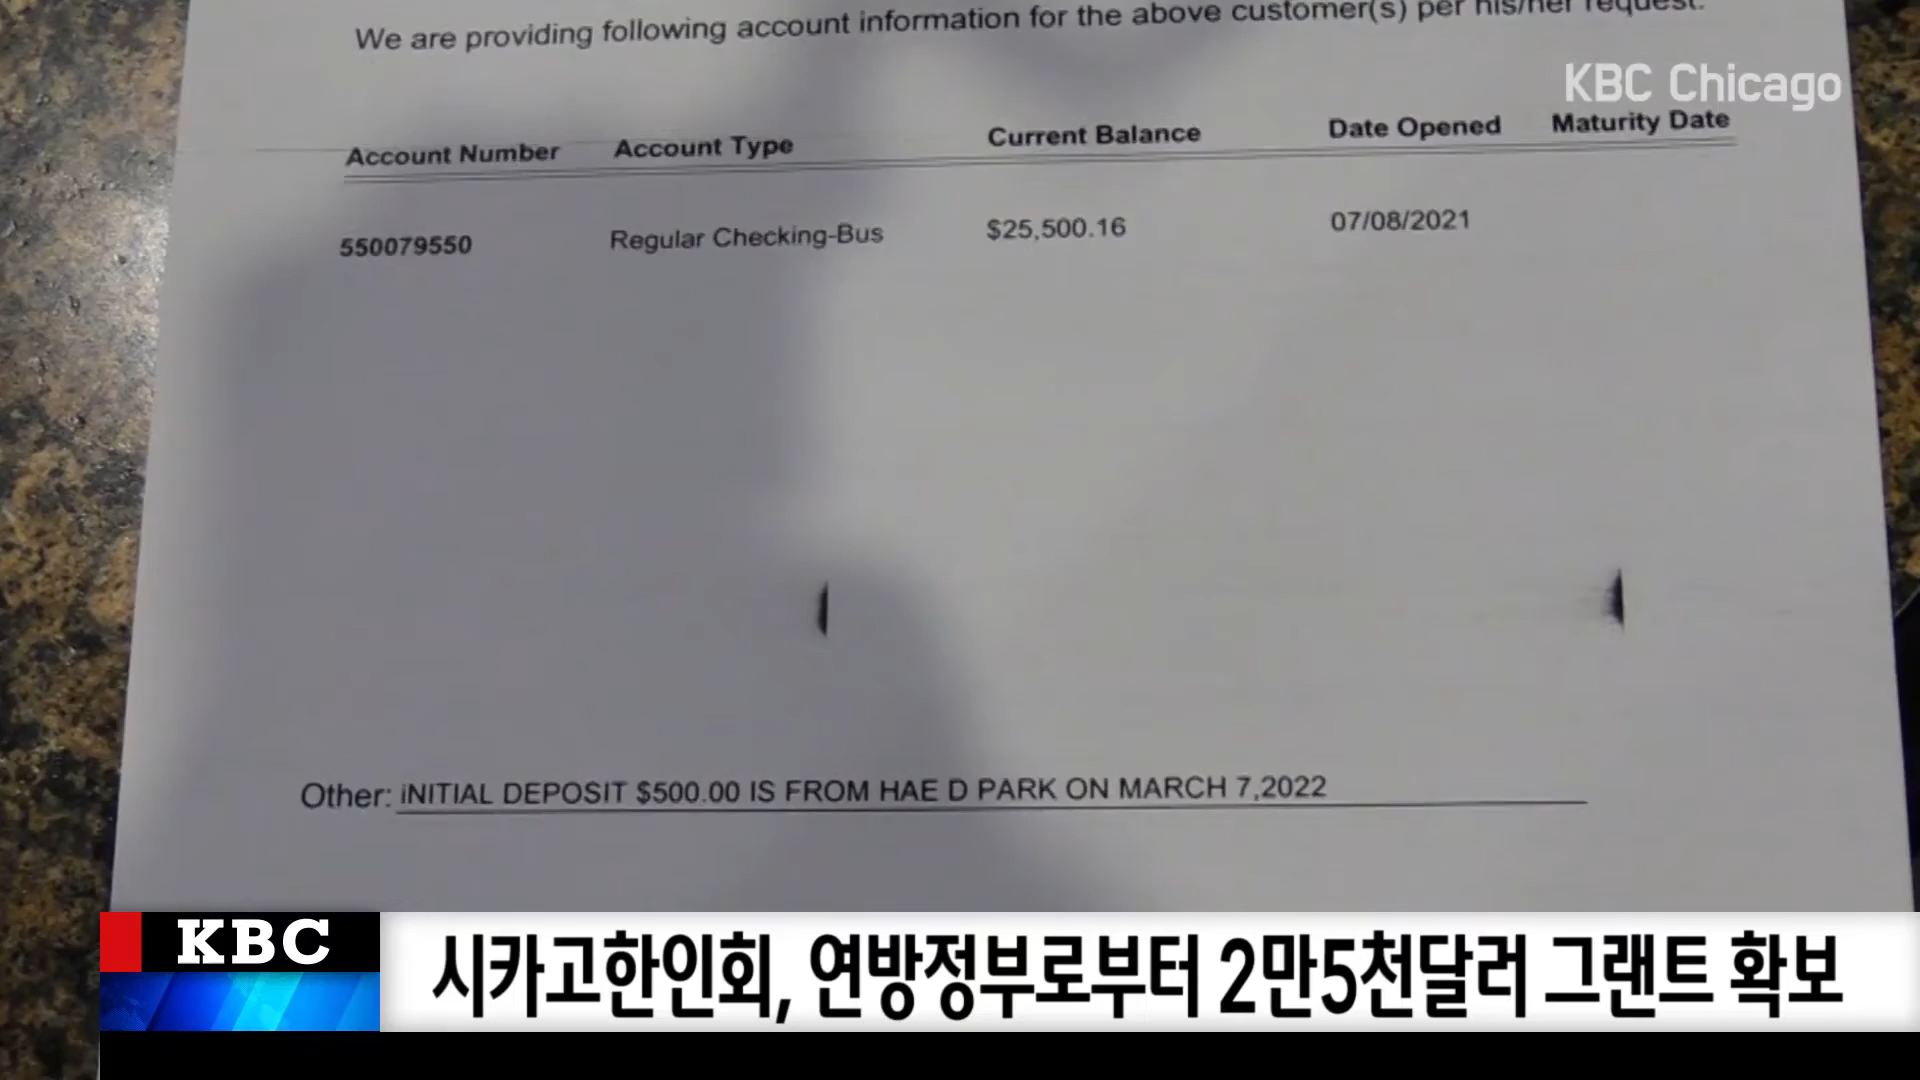 We are providing following account information for the above customer(s) per his/her request.
KBC Chicago
Account Number Account Type Current Balance Date Opened Maturity Date
550079550 Regular Checking-Bus $25,500.16 07/08/2021
Other: iNITIAL DEPOSIT $500.00 IS FROM HAE D PARK ON MARCH 7,2022
KBC
시카고한인회, 연방정부로부터 2만5천달러 그랜트 확보